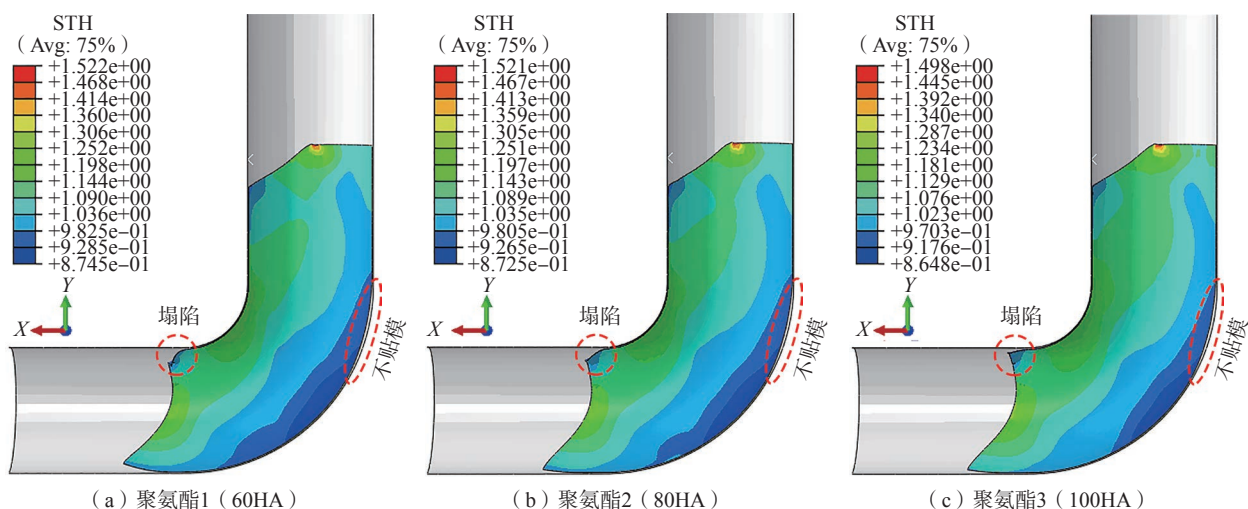 STH
（Avg: 75%）
+1.522e+00
+1.467e+00
+1.414e+00
+1.360e+00
+1.306e+00
+1.252e+00
+1.198e+00
+1.144e+00
+1.090e+00
+1.036e+00
+9.825e−01
+9.285e−01
+8.745e−01
Y
X
塌陷
不贴模
（a）聚氨酯1（60HA）
STH
（Avg: 75%）
+1.521e+00
+1.467e+00
+1.413e+00
+1.359e+00
+1.305e+00
+1.251e+00
+1.197e+00
+1.143e+00
+1.089e+00
+1.035e+00
+9.805e−01
+9.265e−01
+8.725e−01
Y
X
塌陷
不贴模
（b）聚氨酯2（80HA）
STH
（Avg: 75%）
+1.498e+00
+1.445e+00
+1.392e+00
+1.340e+00
+1.287e+00
+1.234e+00
+1.181e+00
+1.129e+00
+1.076e+00
+1.023e+00
+9.703e−01
+9.176e−01
+8.648e−01
Y
X
塌陷
不贴模
（c）聚氨酯3（100HA）